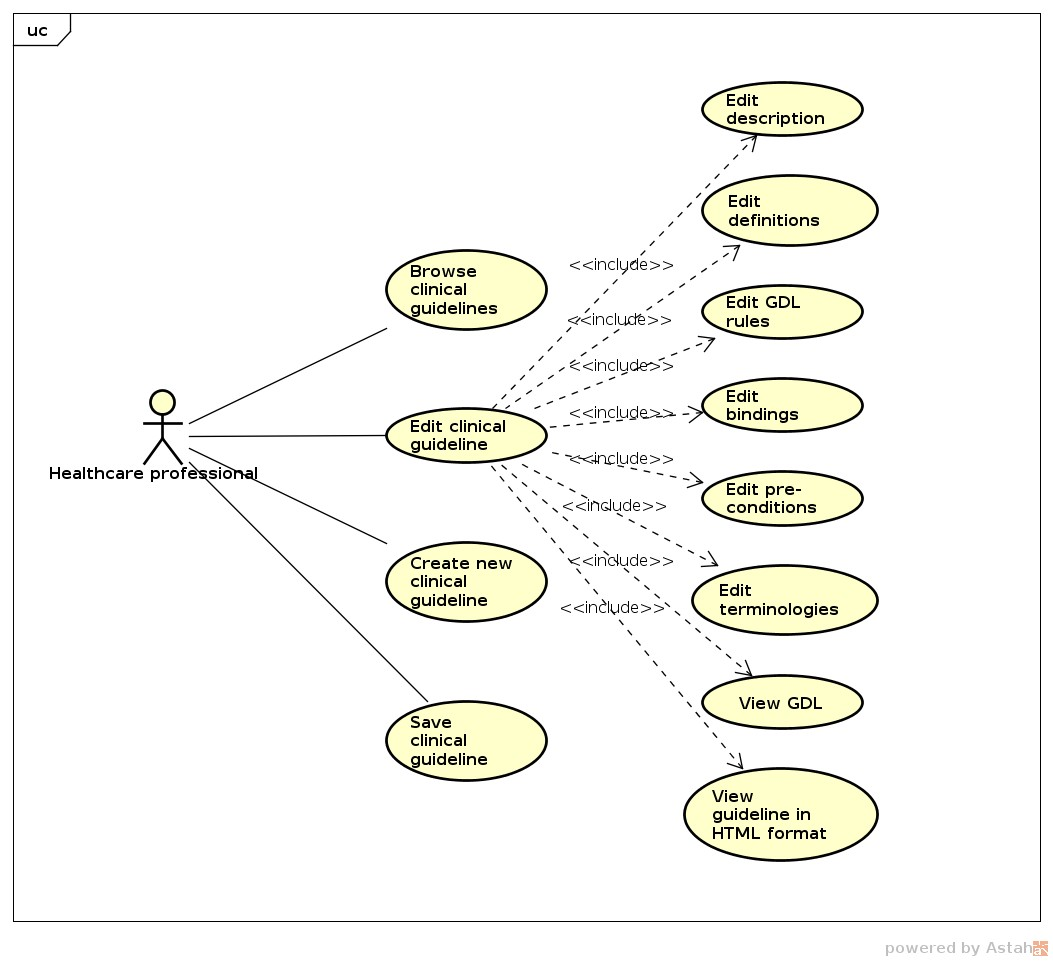 uc
Edit
description
Edit
definitions
<<include>>
Browse
clinical
guidelines
Edit GDL
rules
<<include>>
<<include>>
Edit
bindings
<<include>>
Edit clinical
guideline
<<include>>
Healthcare professional
Edit pre-
conditions
<<include>>
Create new
clinical
guideline
<<include>>
Edit
terminologies
<<include>>
View GDL
Save
clinical
guideline
View
guideline in
HTML format
powered by Astah